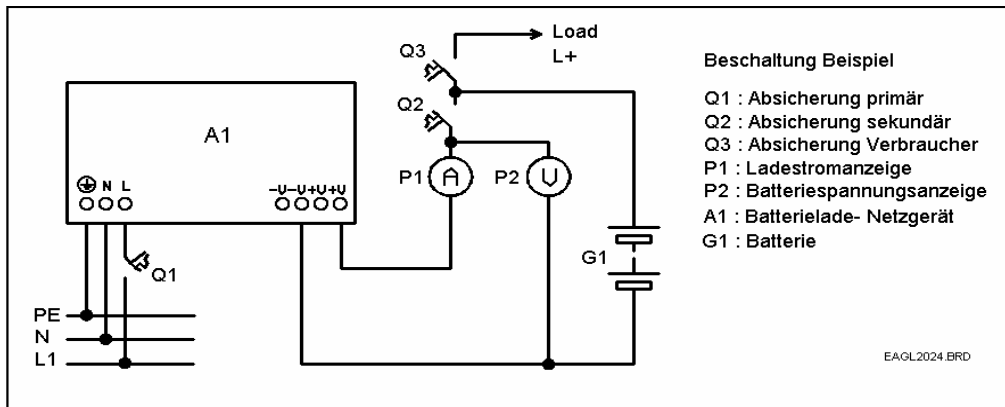 Load
L+
Q3
Q2
A1
N L
-V-V+V+V
P1 A
P2 V
G1
Q1
PE
N
L1
Beschaltung Beispiel
Q1 : Absicherung primär
Q2 : Absicherung sekundär
Q3 : Absicherung Verbraucher
P1 : Ladestromanzeige
P2 : Batteriespannungsanzeige
A1 : Batterielade- Netzgerät
G1 : Batterie
EAGL2024.BRD